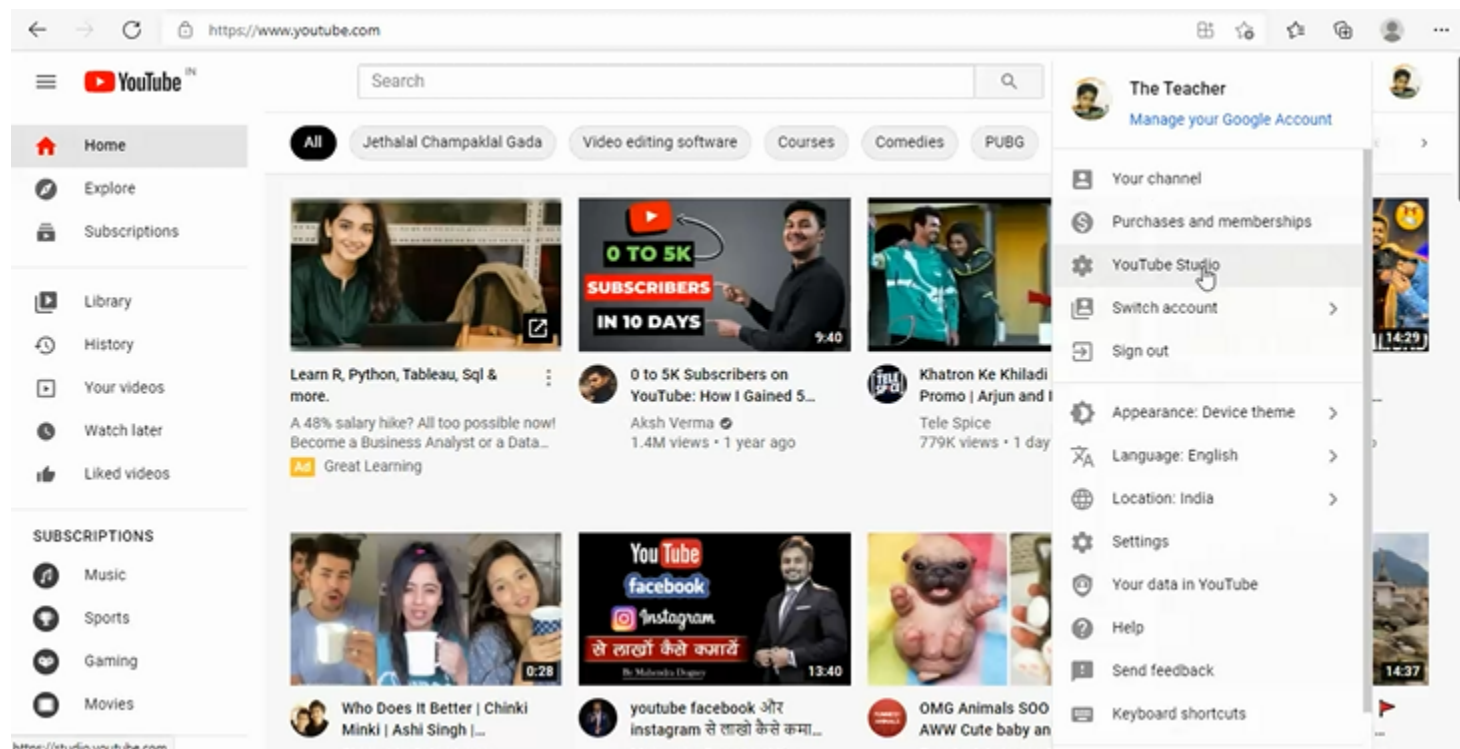 https://www.youtube.com
YouTube IN
Search
The Teacher
Manage your Google Account
Home
Explore
Subscriptions
Library
History
Your videos
Watch later
Liked videos
SUBSCRIPTIONS
Music
Sports
Gaming
Movies
All
Jethalal Champaklal Gada
Video editing software
Courses
Comedies
PUBG
Learn R, Python, Tableau, Sql &
more.
A 48% salary hike? All too possible now!
Become a Business Analyst or a Data...
Ad Great Learning
0 TO 5K
SUBSCRIBERS
IN 10 DAYS
9:40
0 to 5K Subscribers on
YouTube: How I Gained 5...
Aksh Verma
1.4M views • 1 year ago
Khatron Ke Khiladi
Promo | Arjun and
Tele Spice
779K views • 1 day
14:29
0:28
Who Does It Better | Chinki
Minki | Ashi Singh |...
You Tube
facebook
Instagram
से लाखों कैसे कमायें
By Mahendra Dogney
13:40
youtube facebook और
instagram से लाखो कैसे कमा...
OMG Animals SOO
AWW Cute baby an
14:37
Your channel
Purchases and memberships
YouTube Studio
Switch account
Sign out
Appearance: Device theme
Language: English
Location: India
Settings
Your data in YouTube
Help
Send feedback
Keyboard shortcuts
https://studio.youtube.com